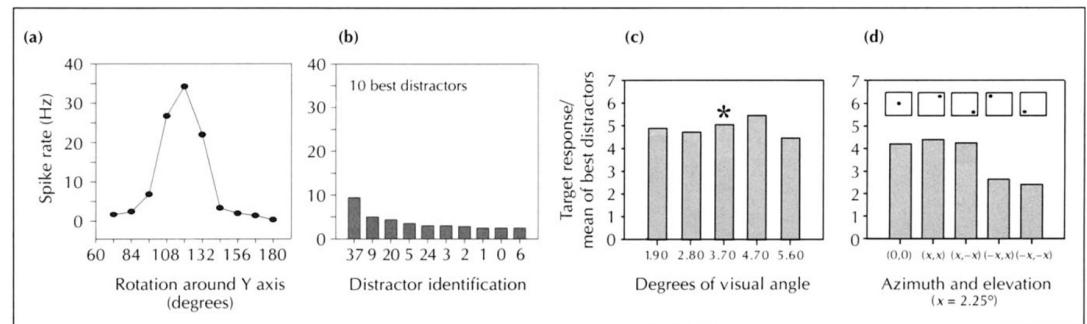 (a)
40
30
20
10
0
Spike rate (Hz)
60 84 108 132 156 180
Rotation around Y axis
(degrees)
(b)
10 best distractors
40
30
20
10
0
37 9 20 5 24 3 2 1 0 6
Distractor identification
(c)
Target response/
mean of best distractors
7
6
5
4
3
2
1
0
*
1.90 2.80 3.70 4.70 5.60
Degrees of visual angle
(d)
7
6
5
4
3
2
1
0
(0,0) (x,x) (x,-x) (-x,x) (-x,-x)
Azimuth and elevation
(x = 2.25°)